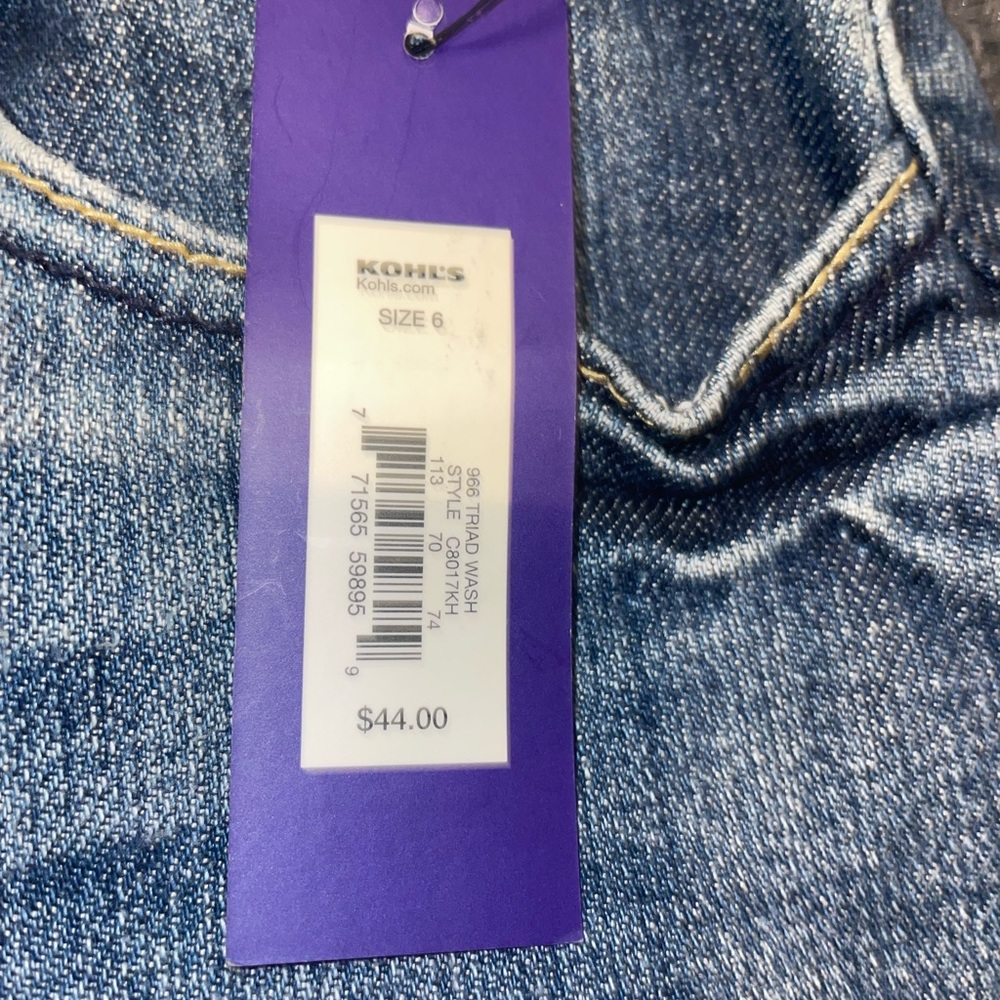 KOHL'S
Kohls.com
SIZE 6
966 TRIAD WASH
STYLE C8017KH
113 70 74
7 71565 59895 9
$44.00